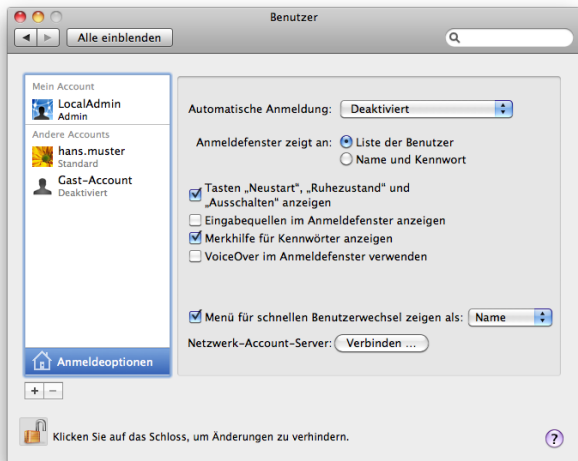 Benutzer
Alle einblenden
Mein Account
LocalAdmin
Admin
Andere Accounts
hans.muster
Standard
Gast-Account
Deaktiviert
Anmeldeoptionen
+ −
Automatische Anmeldung: Deaktiviert
Anmeldefenster zeigt an: Liste der Benutzer
Name und Kennwort
Tasten „Neustart“, „Ruhezustand“ und
„Ausschalten“ anzeigen
Eingabequellen im Anmeldefenster anzeigen
Merkhilfe für Kennwörter anzeigen
VoiceOver im Anmeldefenster verwenden
Menü für schnellen Benutzerwechsel zeigen als: Name
Netzwerk-Account-Server: Verbinden ...
Klicken Sie auf das Schloss, um Änderungen zu verhindern.
?